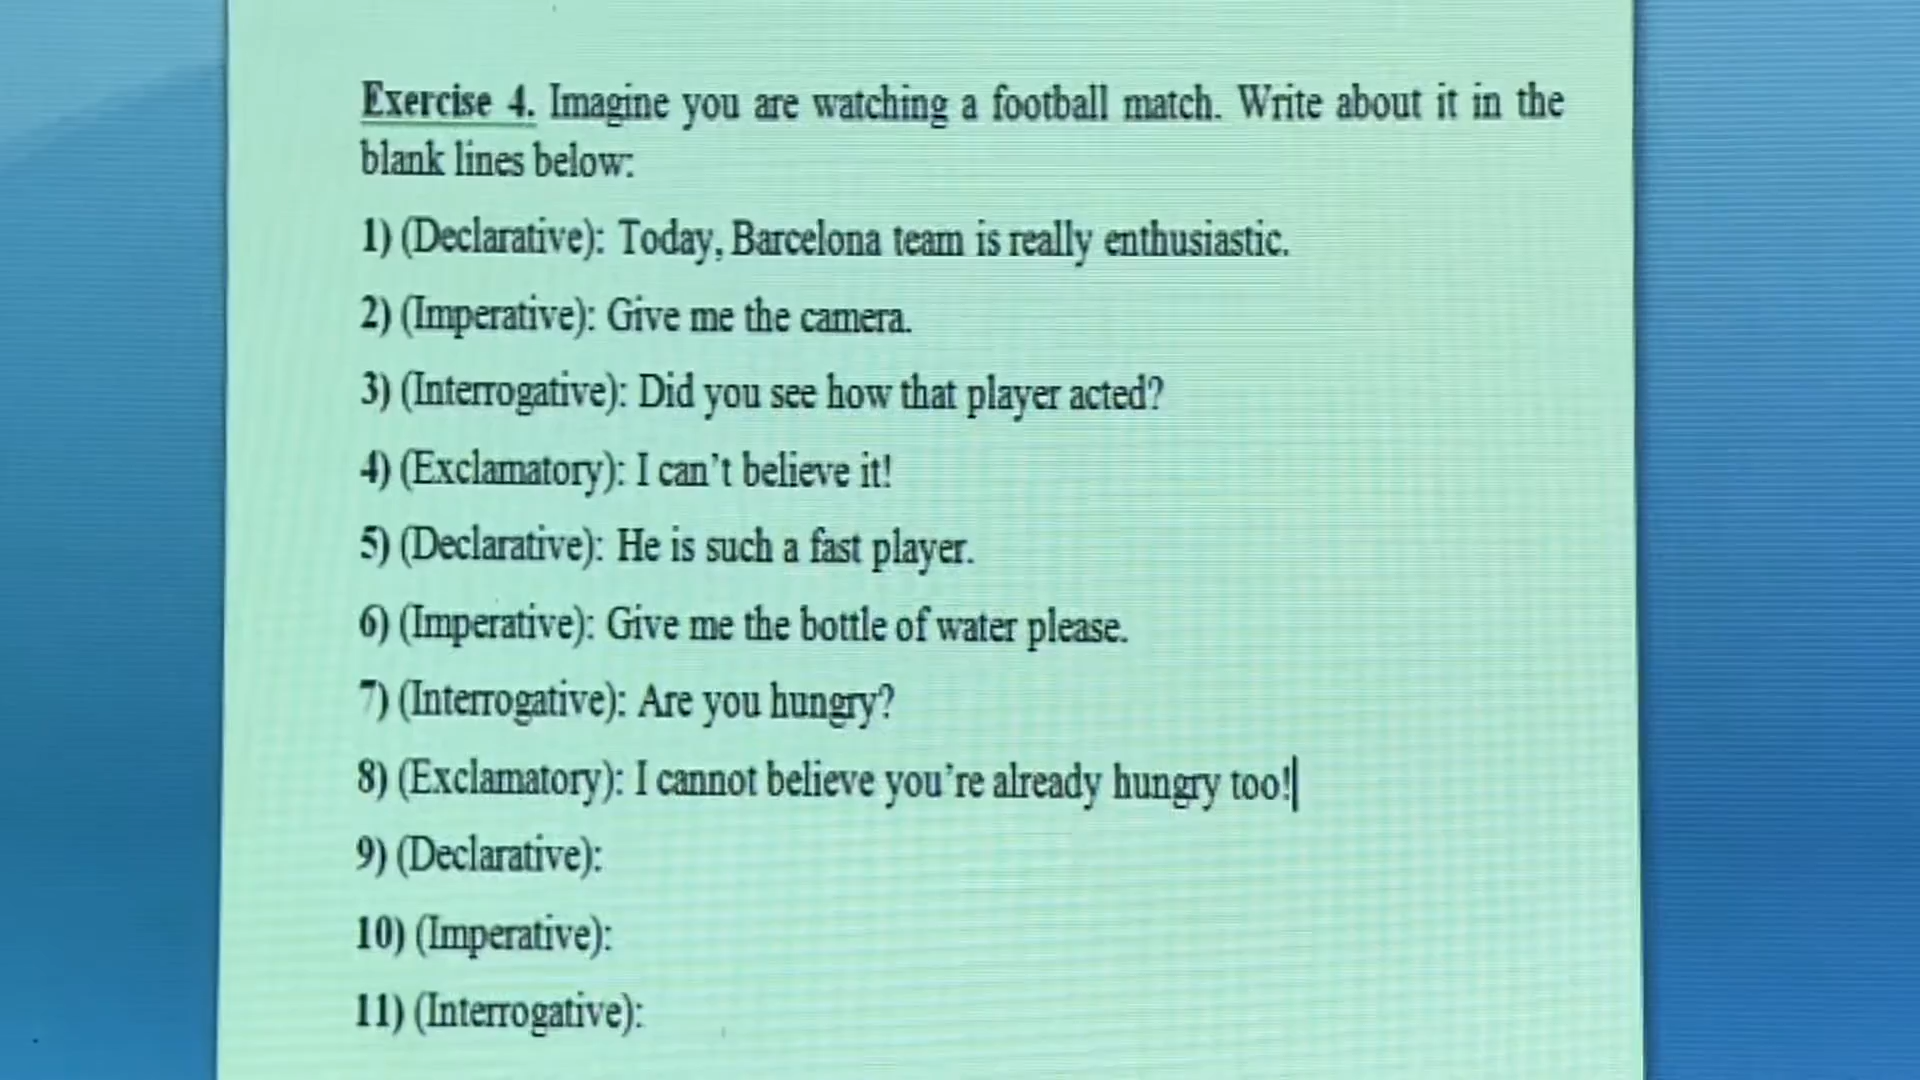 Exercise 4. Imagine you are watching a football match. Write about it in the
blank lines below:
1) (Declarative): Today, Barcelona team is really enthusiastic.
2) (Imperative): Give me the camera.
3) (Interrogative): Did you see how that player acted?
4) (Exclamatory): I can't believe it!
5) (Declarative): He is such a fast player.
6) (Imperative): Give me the bottle of water please.
7) (Interrogative): Are you hungry?
8) (Exclamatory): I cannot believe you're already hungry too!
9) (Declarative):
10) (Imperative):
11) (Interrogative):